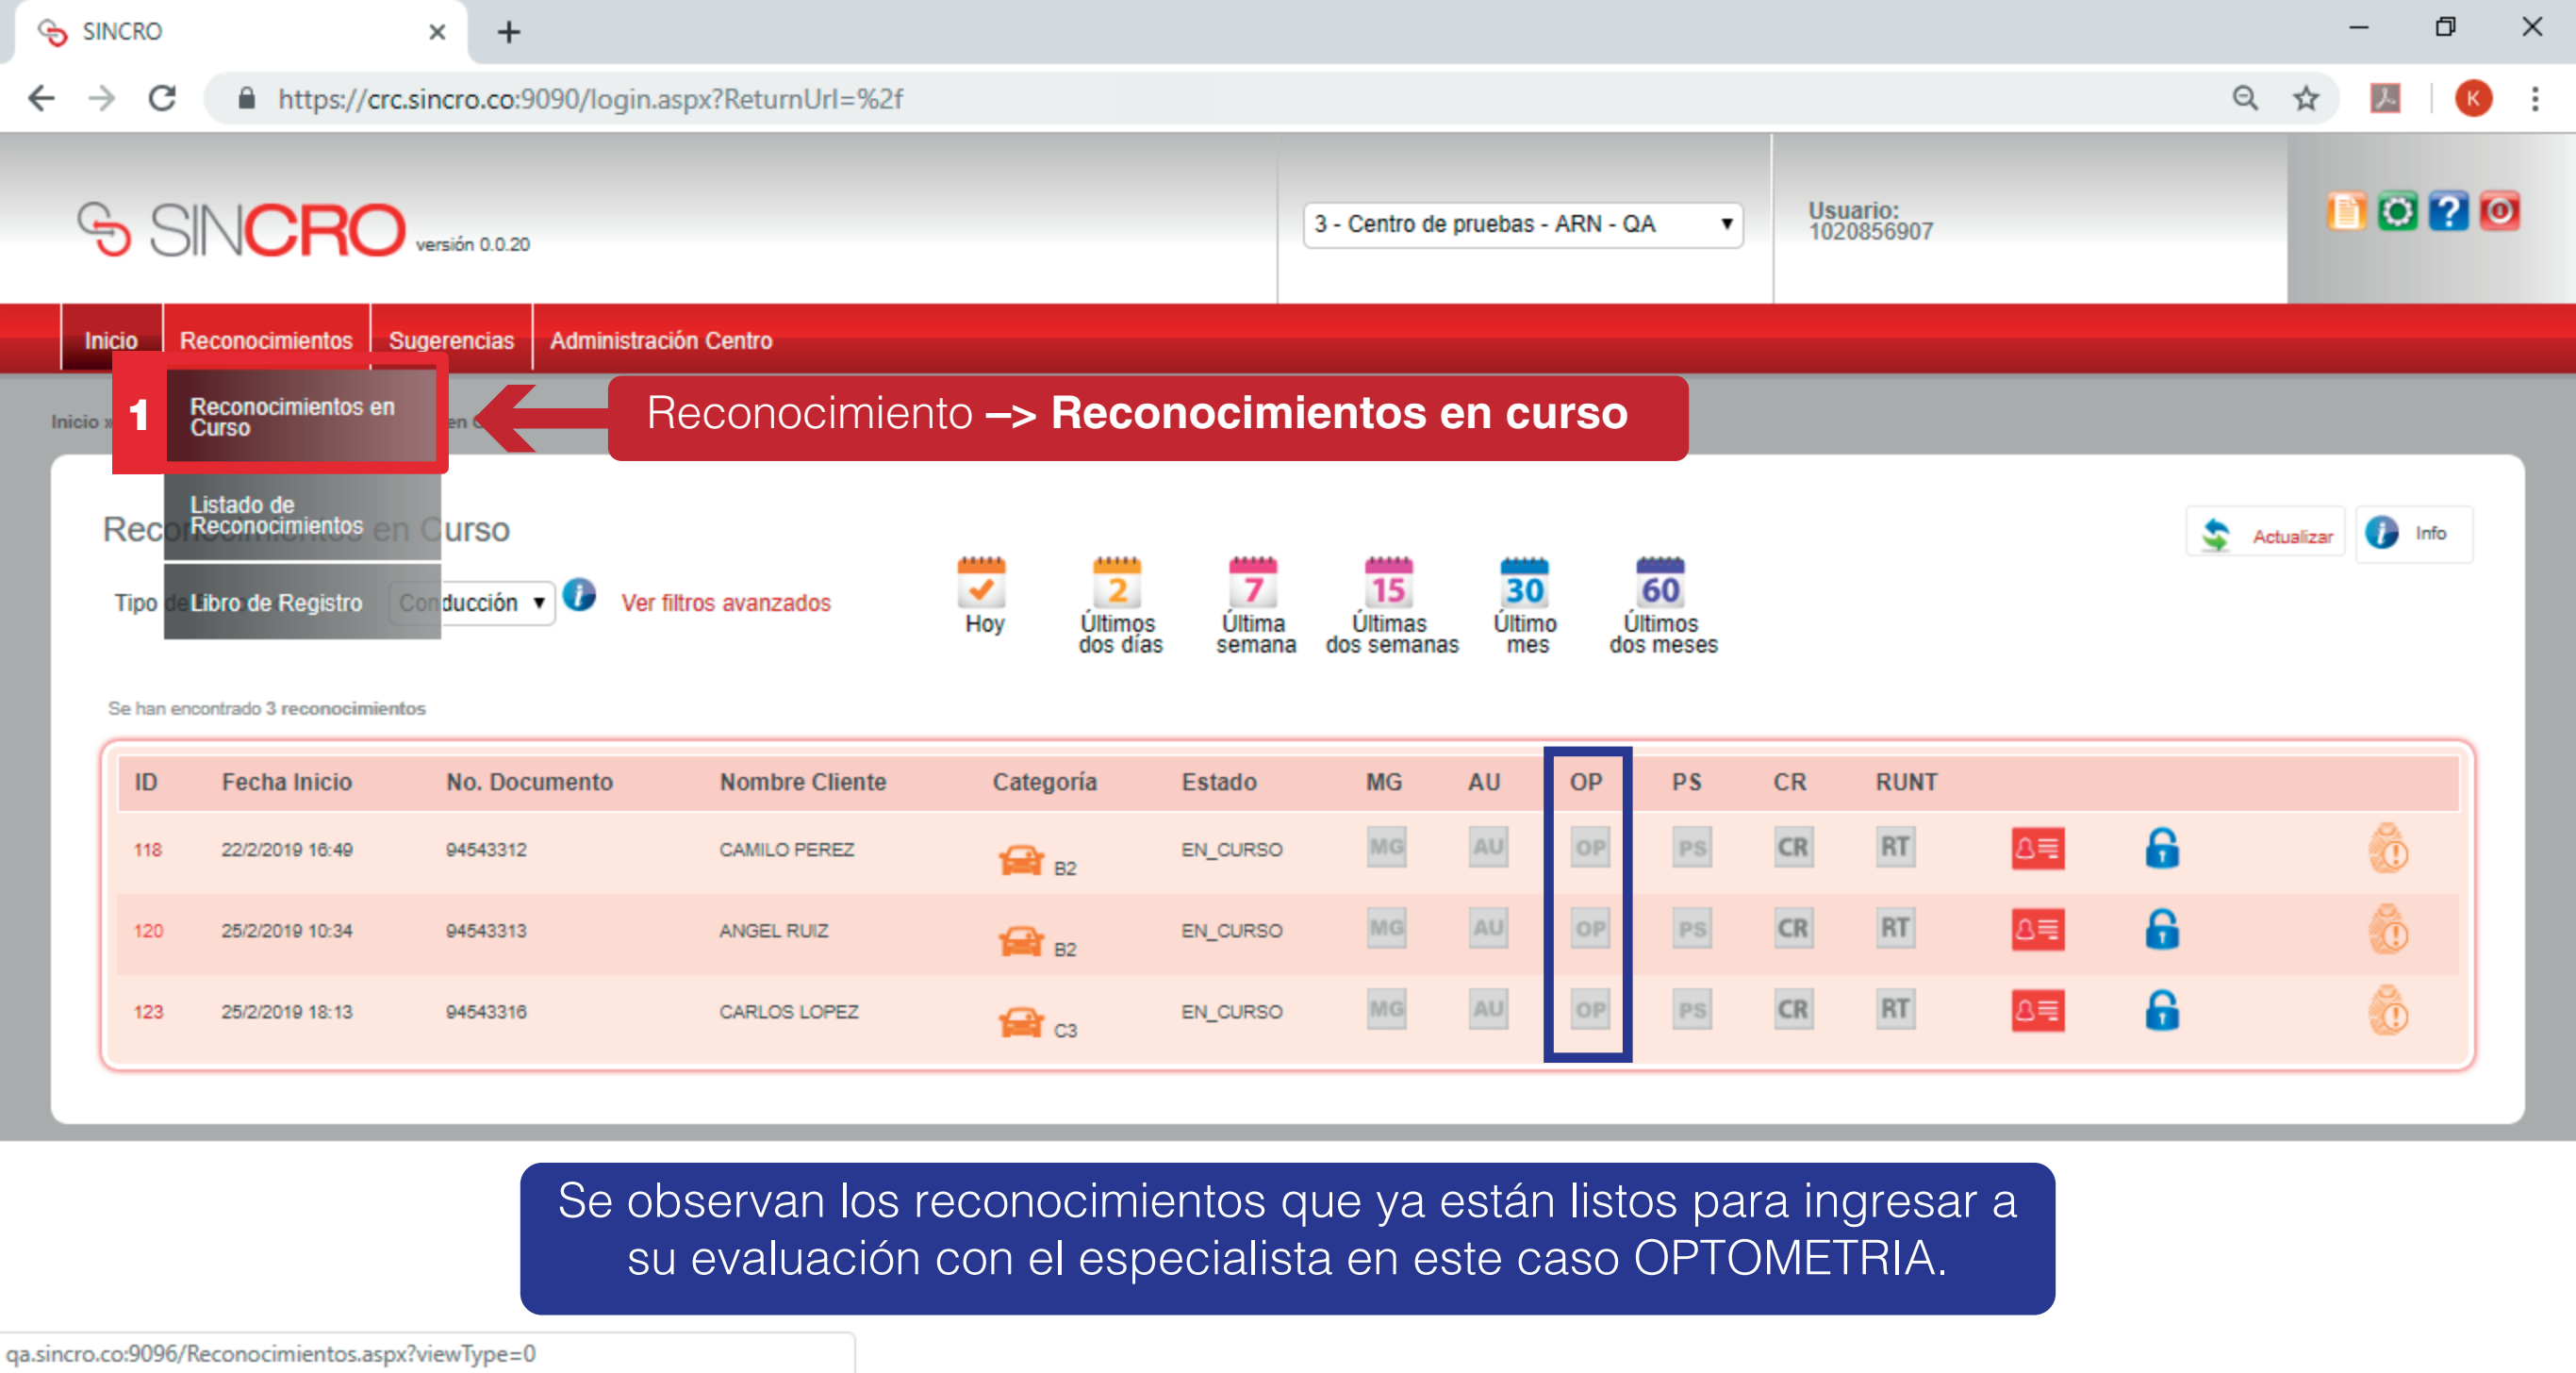 SINCRO
https://crc.sincro.co:9090/login.aspx?ReturnUrl=%2f
K
SINCRO versión 0.0.20
3 - Centro de pruebas - ARN - QA
Usuario:
1020856907
Inicio Reconocimientos Sugerencias Administración Centro
1
Reconocimientos en
Curso
Reconocimiento –> Reconocimientos en curso
Inicio » en
Listado de
Reconocimientos
Reconocimientos en Curso
Actualizar
Info
Tipo de
Libro de Registro
Conducción
Ver filtros avanzados
Hoy
2
Últimos
dos días
7
Última
semana
15
Últimas
dos semanas
30
Último
mes
60
Últimos
dos meses
Se han encontrado 3 reconocimientos
ID Fecha Inicio No. Documento Nombre Cliente Categoría Estado MG AU OP PS CR RUNT
118 22/2/2019 16:49 94543312 CAMILO PEREZ B2 EN_CURSO MG AU OP PS CR RT
120 25/2/2019 10:34 94543313 ANGEL RUIZ B2 EN_CURSO MG AU OP PS CR RT
123 25/2/2019 18:13 94543316 CARLOS LOPEZ C3 EN_CURSO MG AU OP PS CR RT
Se observan los reconocimientos que ya están listos para ingresar a
su evaluación con el especialista en este caso OPTOMETRIA.
qa.sincro.co:9096/Reconocimientos.aspx?viewType=0